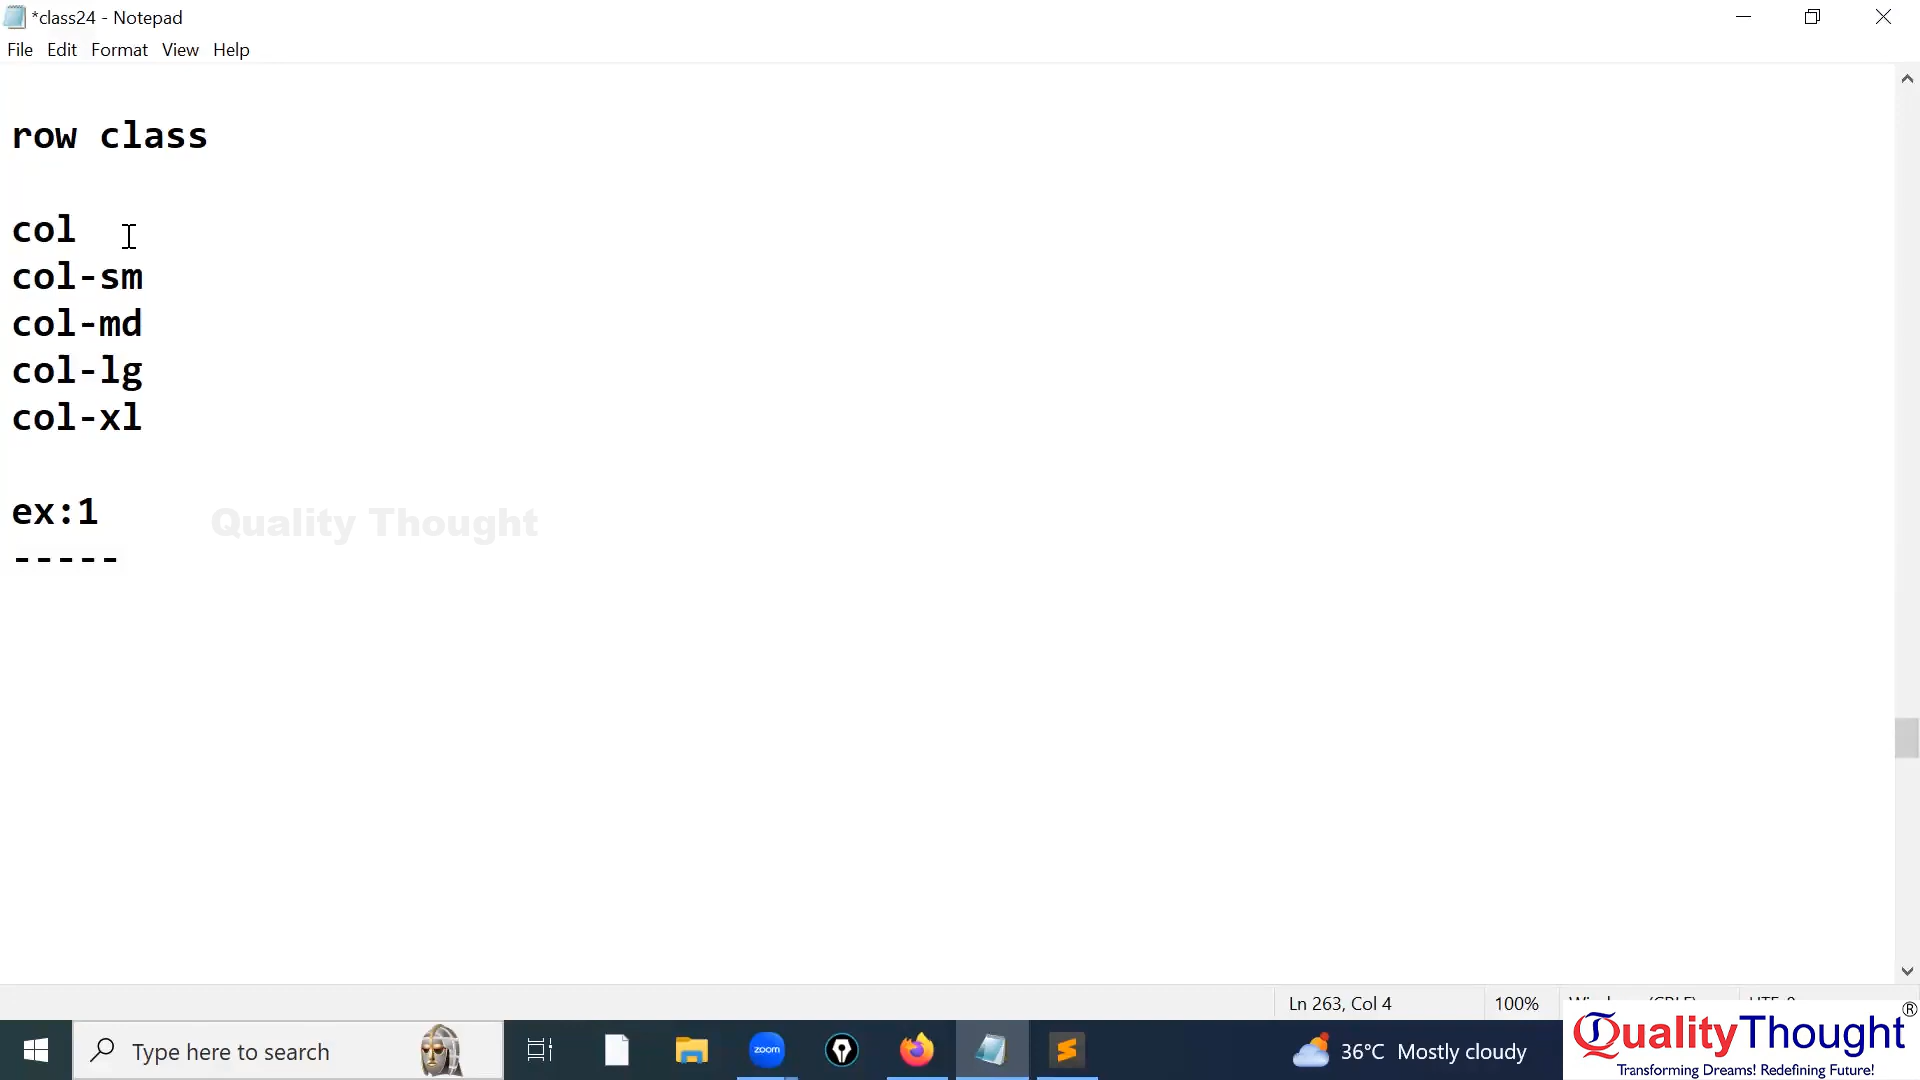 *class24 - Notepad
File Edit Format View Help
row class
col
col-sm
col-md
col-lg
col-xl
ex:1
-----
Quality Thought
Ln 263, Col 4
100%
Type here to search
zoom
36°C Mostly cloudy
QualityThought ®
Transforming Dreams! Redefining Future!